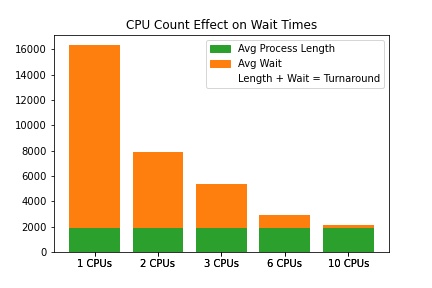 CPU Count Effect on Wait Times
16000
14000
12000
10000
8000
6000
4000
2000
0
Avg Process Length
Avg Wait
Length + Wait = Turnaround
1 CPUs 2 CPUs 3 CPUs 6 CPUs 10 CPUs